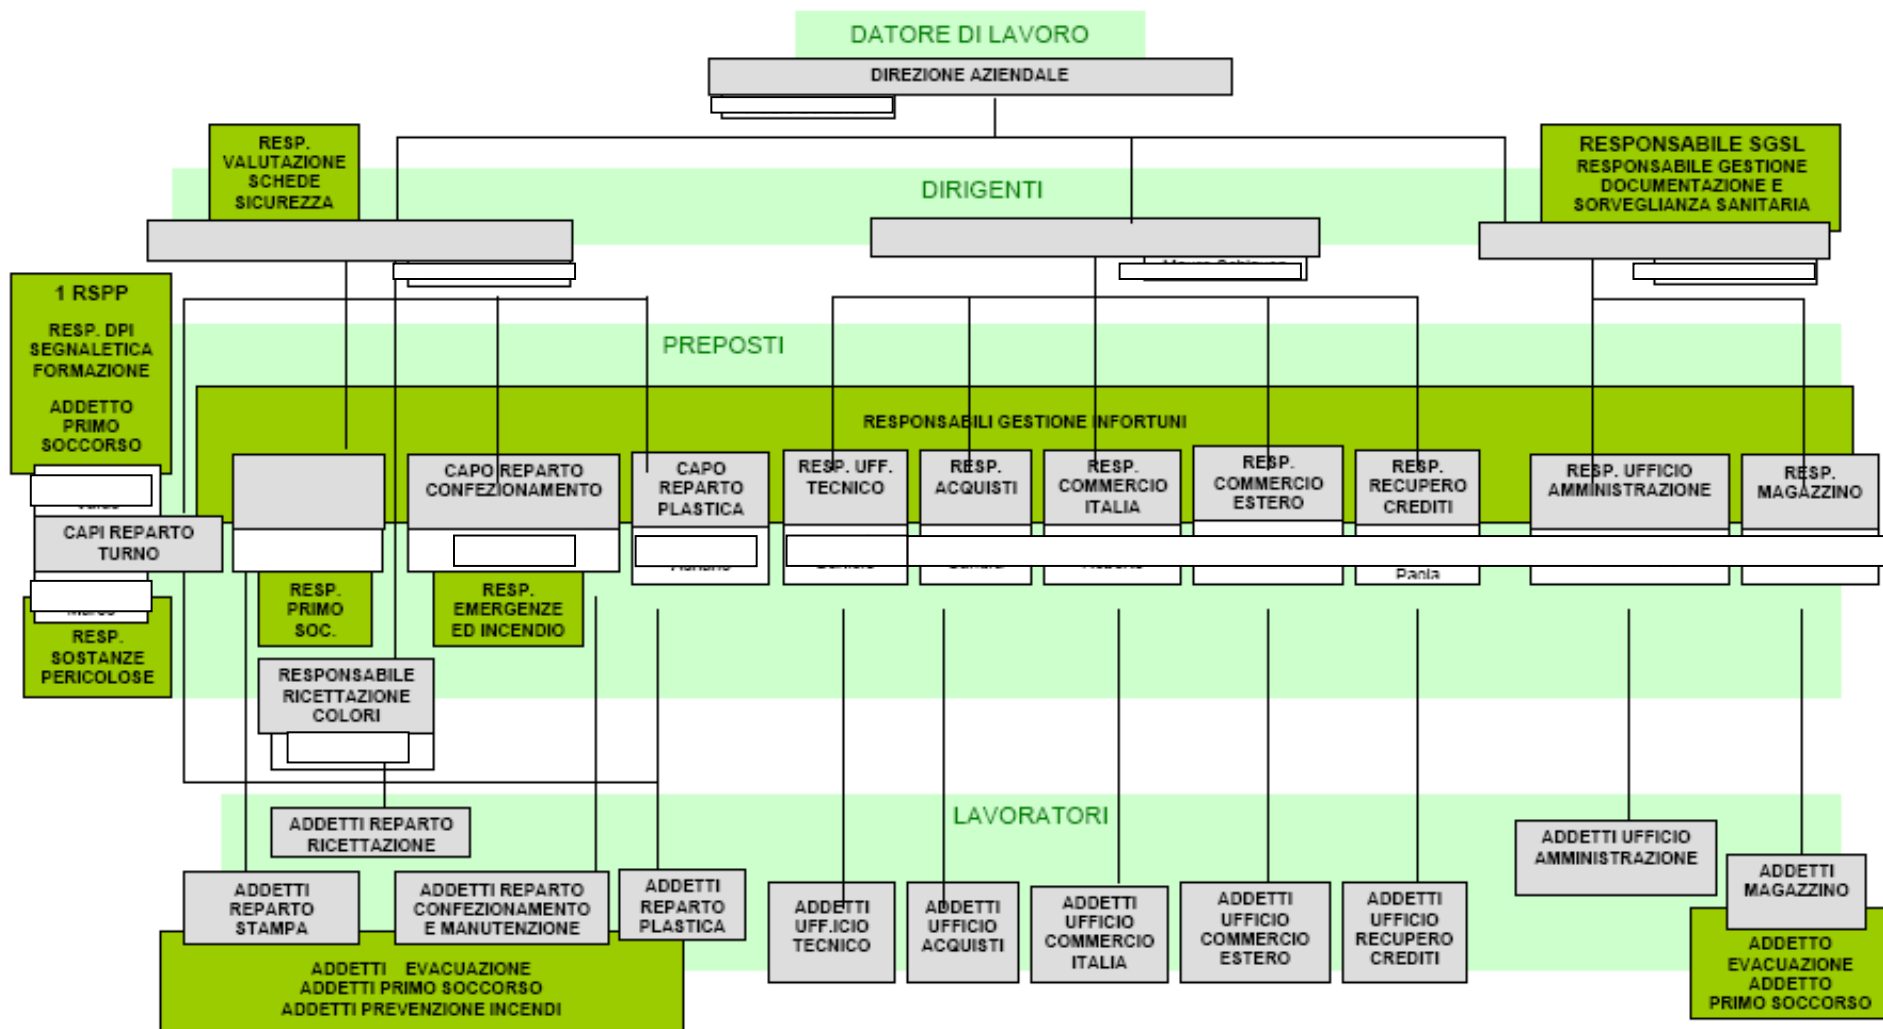 DATORE DI LAVORO
DIREZIONE AZIENDALE
RESP.
VALUTAZIONE
SCHEDE
SICUREZZA
DIRIGENTI
RESPONSABILE SGSL
RESPONSABILE GESTIONE
DOCUMENTAZIONE E
SORVEGLIANZA SANITARIA
1 RSPP
RESP. DPI
SEGNALETICA
FORMAZIONE
ADDETTO
PRIMO
SOCCORSO
PREPOSTI
RESPONSABILI GESTIONE INFORTUNI
CAPI REPARTO
TURNO
CAPO REPARTO
CONFEZIONAMENTO
CAPO
REPARTO
PLASTICA
RESP. UFF.
TECNICO
RESP.
ACQUISTI
RESP.
COMMERCIO
ITALIA
RESP.
COMMERCIO
ESTERO
RESP.
RECUPERO
CREDITI
Paola
RESP. UFFICIO
AMMINISTRAZIONE
RESP.
MAGAZZINO
RESP.
SOSTANZE
PERICOLOSE
RESP.
PRIMO
SOC.
RESP.
EMERGENZE
ED INCENDIO
RESPONSABILE
RICETTAZIONE
COLORI
LAVORATORI
ADDETTI REPARTO
RICETTAZIONE
ADDETTI
REPARTO
STAMPA
ADDETTI REPARTO
CONFEZIONAMENTO
E MANUTENZIONE
ADDETTI
REPARTO
PLASTICA
ADDETTI
UFF.ICIO
TECNICO
ADDETTI
UFFICIO
ACQUISTI
ADDETTI
UFFICIO
COMMERCIO
ITALIA
ADDETTI
UFFICIO
COMMERCIO
ESTERO
ADDETTI
UFFICIO
RECUPERO
CREDITI
ADDETTI UFFICIO
AMMINISTRAZIONE
ADDETTI
MAGAZZINO
ADDETTI EVACUAZIONE
ADDETTI PRIMO SOCCORSO
ADDETTI PREVENZIONE INCENDI
ADDETTO
EVACUAZIONE
ADDETTO
PRIMO SOCCORSO